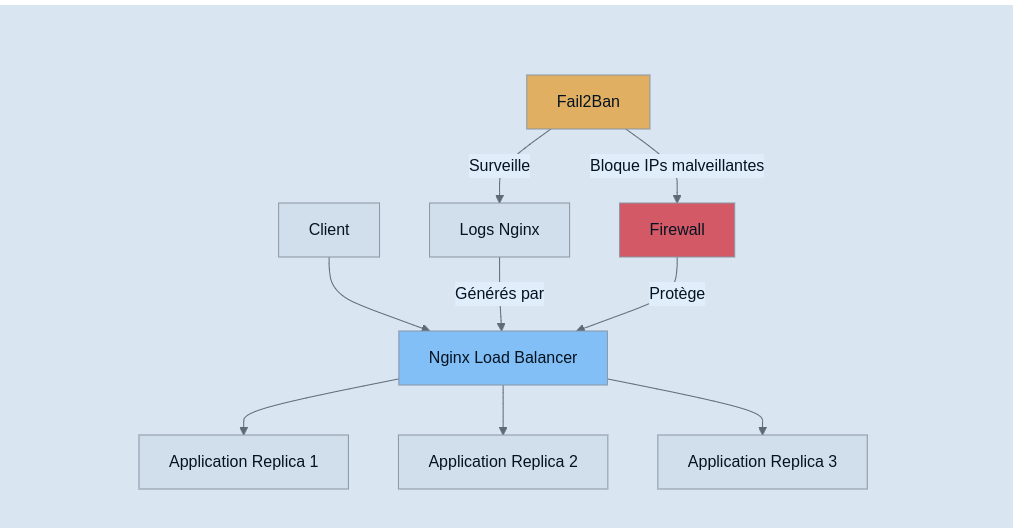 Fail2Ban
Surveille
Bloque IPs malveillantes
Client
Logs Nginx
Firewall
Générés par
Protège
Nginx Load Balancer
Application Replica 1
Application Replica 2
Application Replica 3